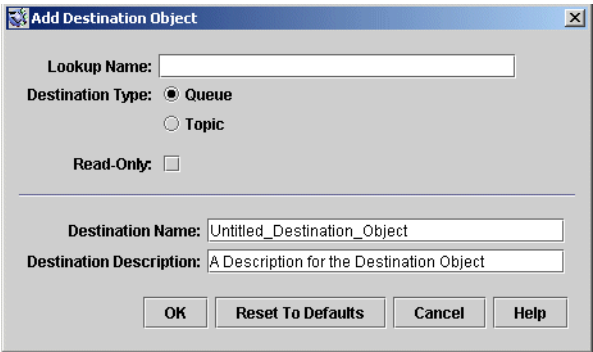 Add Destination Object
Lookup Name:
Destination Type: Queue
Topic
Read-Only:
Destination Name: Untitled_Destination_Object
Destination Description: A Description for the Destination Object
OK Reset To Defaults Cancel Help